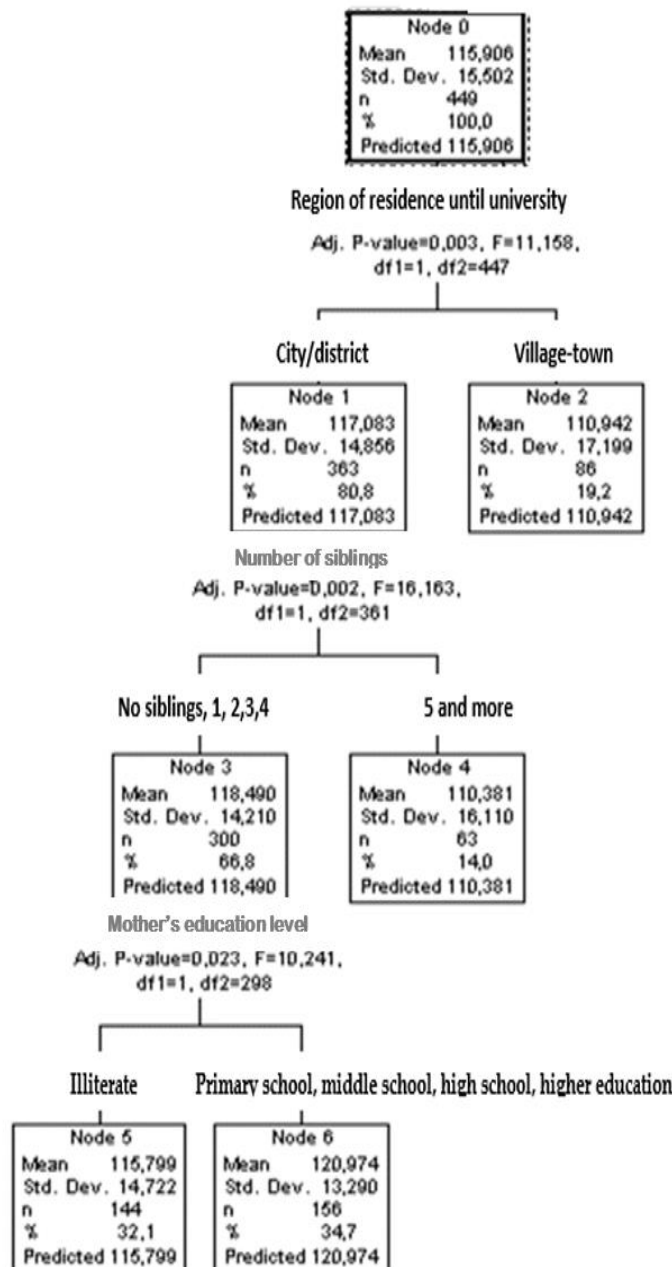 Node 0
Mean 115,906
Std. Dev. 15,502
n 449
% 100,0
Predicted 115,906
Region of residence until university
Adj. P-value=0,003, F=11,158,
df1=1, df2=447
City/district
Village-town
Node 1
Mean 117,083
Std. Dev. 14,856
n 363
% 80,8
Predicted 117,083
Node 2
Mean 110,942
Std. Dev. 17,199
n 86
% 19,2
Predicted 110,942
Number of siblings
Adj. P-value=0,002, F=16,163,
df1=1, df2=361
No siblings, 1, 2,3,4
5 and more
Node 3
Mean 118,490
Std. Dev. 14,210
n 300
% 66,8
Predicted 118,490
Node 4
Mean 110,381
Std. Dev. 16,110
n 63
% 14,0
Predicted 110,381
Mother's education level
Adj. P-value=0,023, F=10,241,
df1=1, df2=298
Illiterate
Primary school, middle school, high school, higher education
Node 5
Mean 115,799
Std. Dev. 14,722
n 144
% 32,1
Predicted 115,799
Node 6
Mean 120,974
Std. Dev. 13,290
n 156
% 34,7
Predicted 120,974